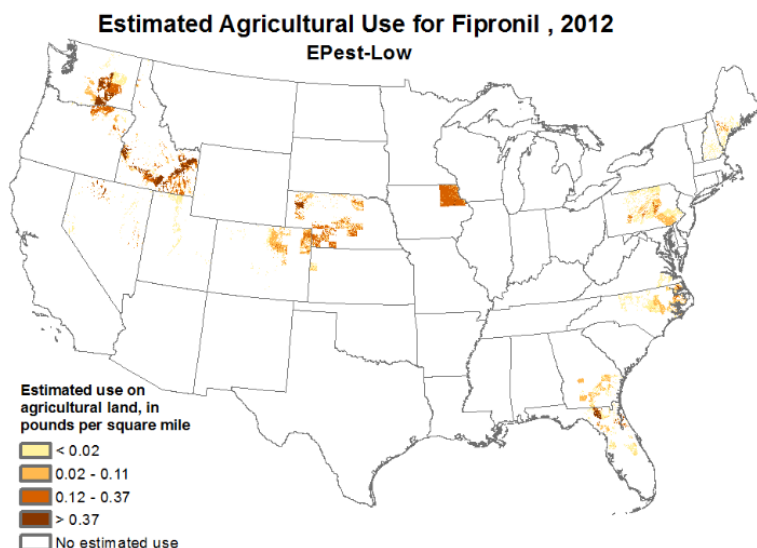 Estimated Agricultural Use for Fipronil , 2012
EPest-Low
Estimated use on
agricultural land, in
pounds per square mile
< 0.02
0.02 - 0.11
0.12 - 0.37
> 0.37
No estimated use